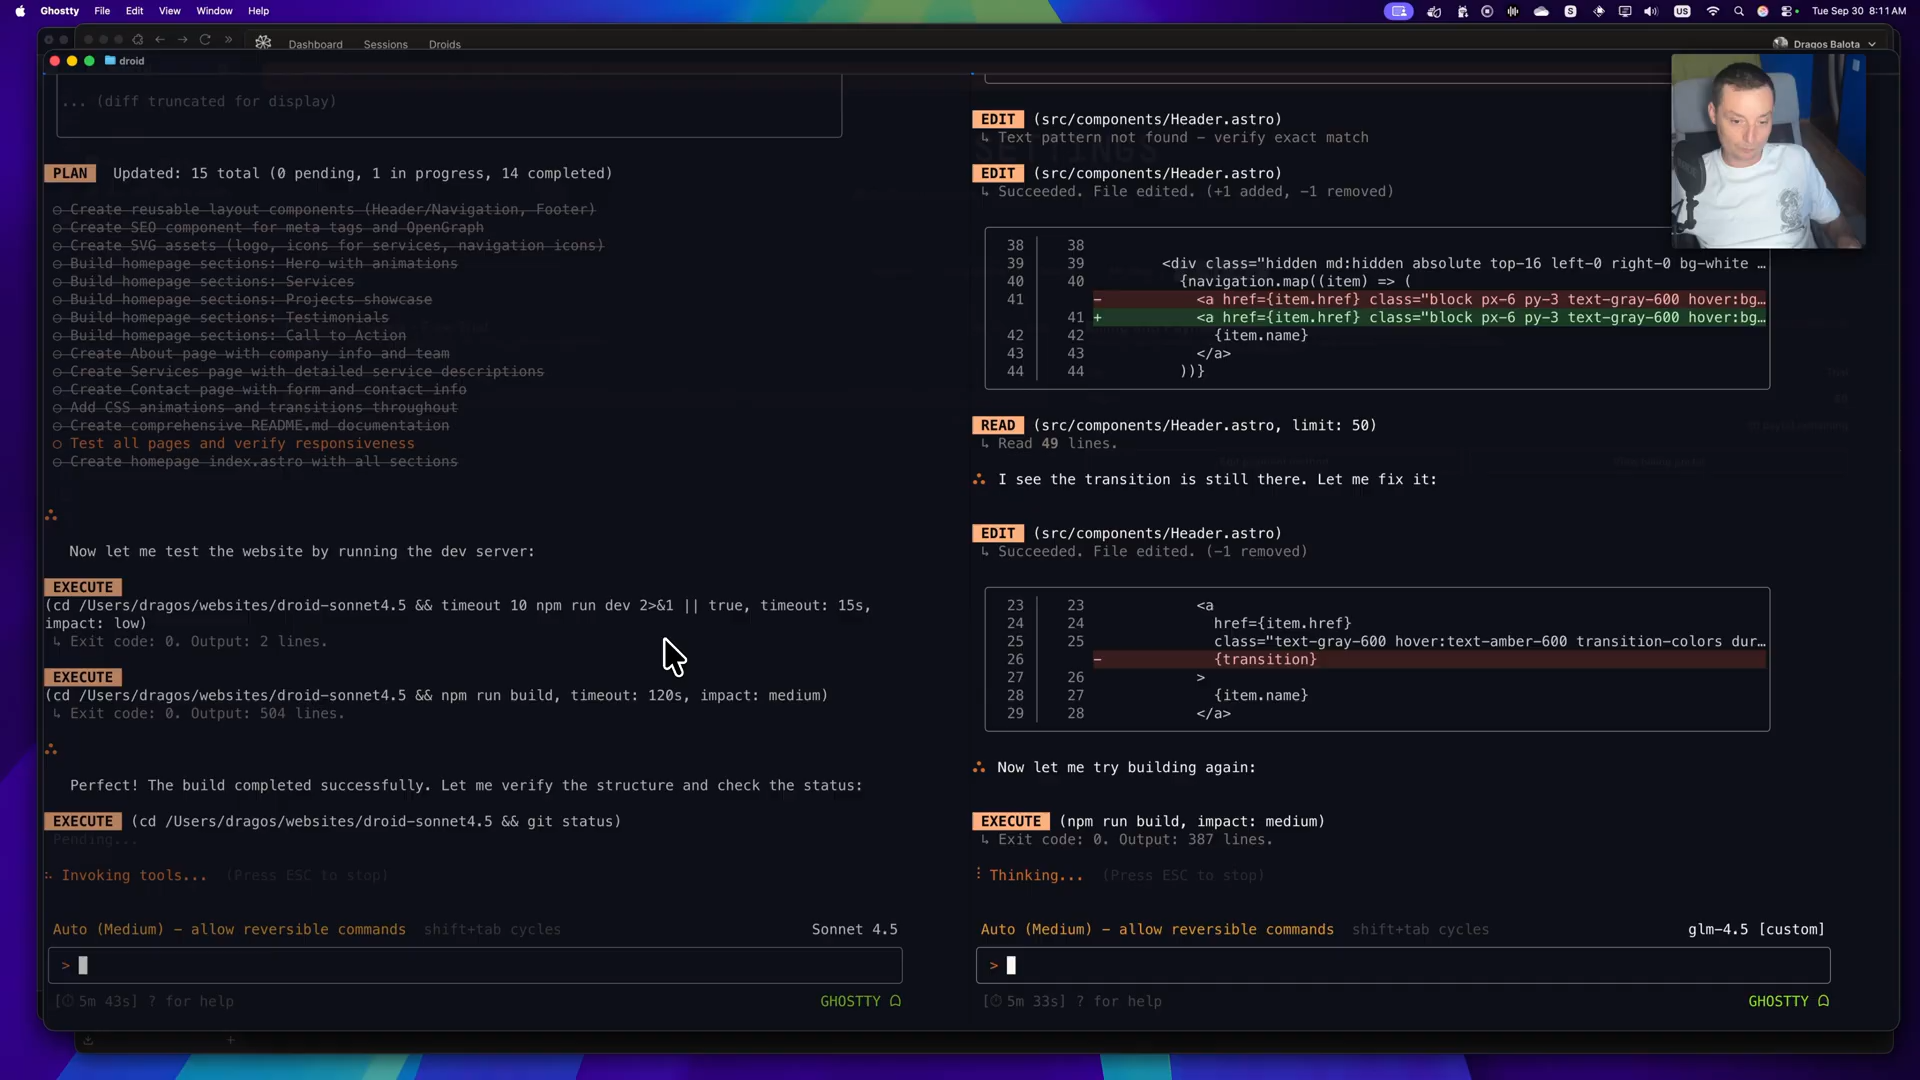 Ghostty File Edit View Window Help
US Tue Sep 30 8:11 AM
Dashboard Sessions Droids
Dragos Balota
droid
... (diff truncated for display)
PLAN Updated: 15 total (0 pending, 1 in progress, 14 completed)
○ Create reusable layout components (Header/Navigation, Footer)
○ Create SEO component for meta tags and OpenGraph
○ Create SVG assets (logo, icons for services, navigation icons)
○ Build homepage sections: Hero with animations
○ Build homepage sections: Services
○ Build homepage sections: Projects showcase
○ Build homepage sections: Testimonials
○ Build homepage sections: Call to Action
○ Create About page with company info and team
○ Create Services page with detailed service descriptions
○ Create Contact page with form and contact info
○ Add CSS animations and transitions throughout
○ Create comprehensive README.md documentation
○ Test all pages and verify responsiveness
○ Create homepage index.astro with all sections
Now let me test the website by running the dev server:
EXECUTE
(cd /Users/dragos/websites/droid-sonnet4.5 && timeout 10 npm run dev 2>&1 || true, timeout: 15s,
impact: low)
↳ Exit code: 0. Output: 2 lines.
EXECUTE
(cd /Users/dragos/websites/droid-sonnet4.5 && npm run build, timeout: 120s, impact: medium)
↳ Exit code: 0. Output: 504 lines.
Perfect! The build completed successfully. Let me verify the structure and check the status:
EXECUTE (cd /Users/dragos/websites/droid-sonnet4.5 && git status)
Pending...
Invoking tools... (Press ESC to stop)
Auto (Medium) - allow reversible commands shift+tab cycles Sonnet 4.5
>
[⏱ 5m 43s] ? for help GHOSTTY
SETTINGS
EDIT (src/components/Header.astro)
↳ Text pattern not found - verify exact match
EDIT (src/components/Header.astro)
↳ Succeeded. File edited. (+1 added, -1 removed)
38 38
39 39 <div class="hidden md:hidden absolute top-16 left-0 right-0 bg-white …
40 40 {navigation.map((item) => (
41 - <a href={item.href} class="block px-6 py-3 text-gray-600 hover:bg…
41 + <a href={item.href} class="block px-6 py-3 text-gray-600 hover:bg…
42 42 {item.name}
43 43 </a>
44 44 ))}
READ (src/components/Header.astro, limit: 50)
↳ Read 49 lines.
I see the transition is still there. Let me fix it:
EDIT (src/components/Header.astro)
↳ Succeeded. File edited. (-1 removed)
23 23 <a
24 24 href={item.href}
25 25 class="text-gray-600 hover:text-amber-600 transition-colors dur…
26 - {transition}
27 26 >
28 27 {item.name}
29 28 </a>
Now let me try building again:
EXECUTE (npm run build, impact: medium)
↳ Exit code: 0. Output: 387 lines.
Thinking... (Press ESC to stop)
Auto (Medium) - allow reversible commands shift+tab cycles glm-4.5 [custom]
>
[⏱ 5m 33s] ? for help GHOSTTY